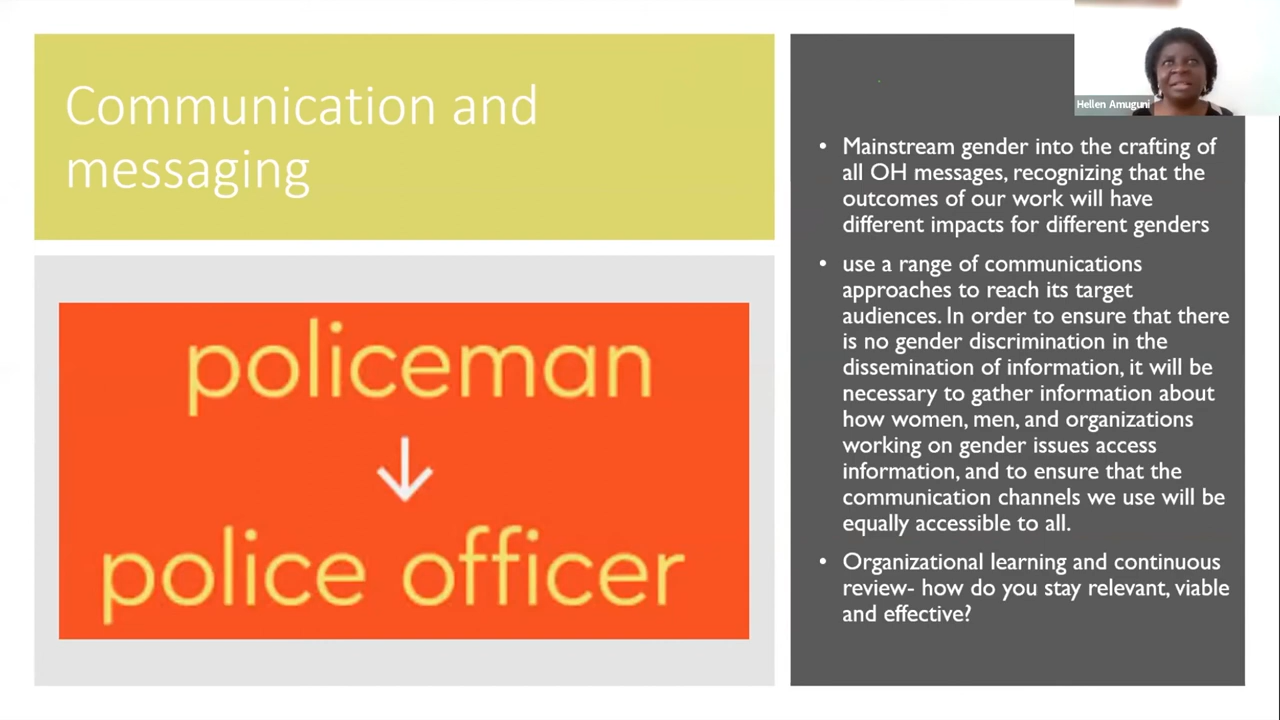 Communication and
messaging
policeman
↓
police officer
Hellen Amuguni
• Mainstream gender into the crafting of
all OH messages, recognizing that the
outcomes of our work will have
different impacts for different genders
• use a range of communications
approaches to reach its target
audiences. In order to ensure that there
is no gender discrimination in the
dissemination of information, it will be
necessary to gather information about
how women, men, and organizations
working on gender issues access
information, and to ensure that the
communication channels we use will be
equally accessible to all.
• Organizational learning and continuous
review- how do you stay relevant, viable
and effective?